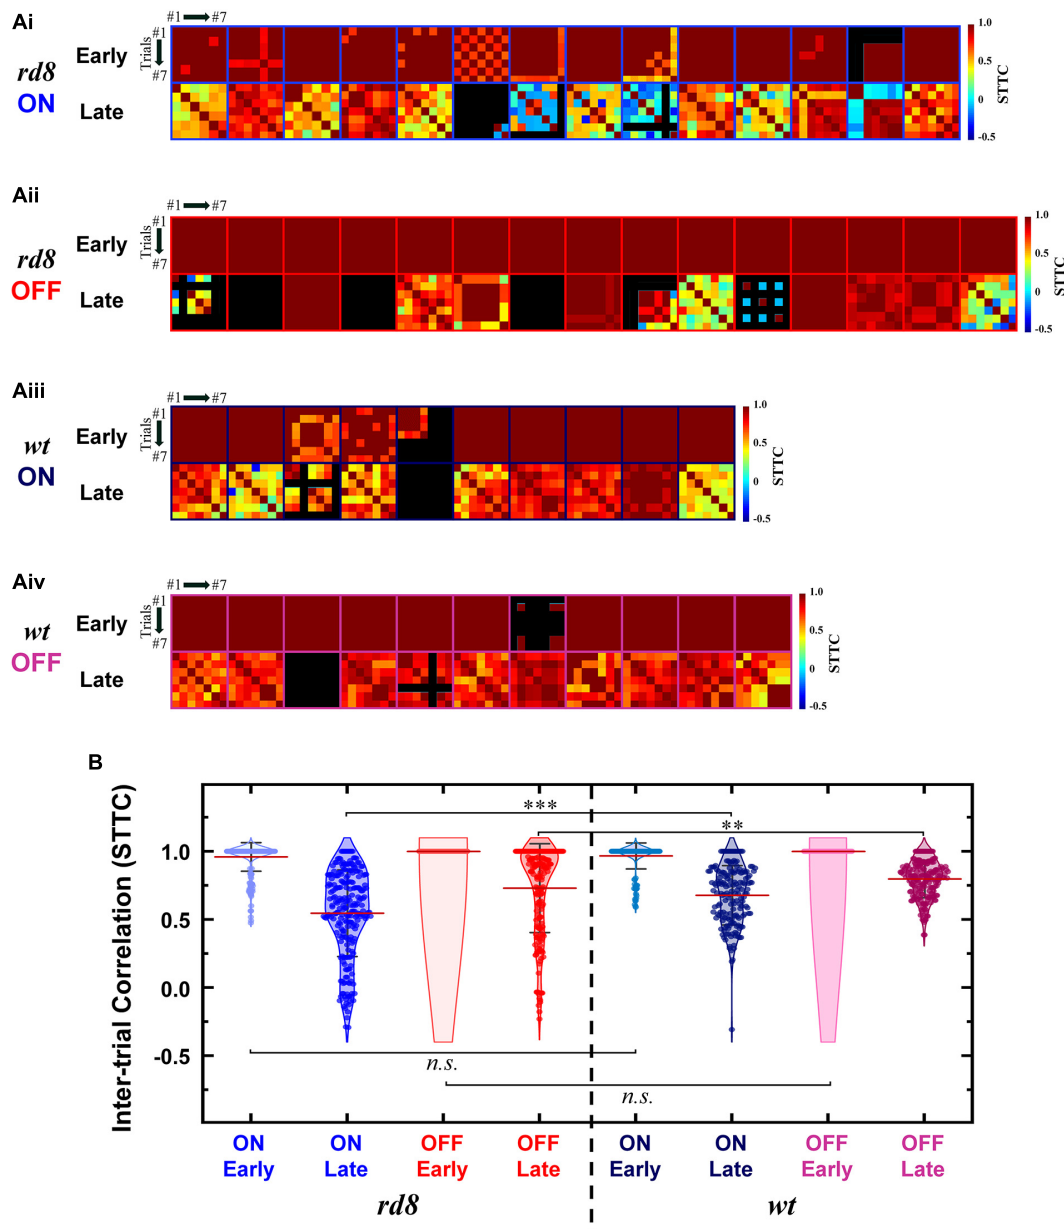 Ai
#1 #7
rd8
ON
Early
Late
Trials
#1
#7
1.0
0.5
0
-0.5
STTC
Aii
#1 #7
rd8
OFF
Early
Late
Trials
#1
#7
1.0
0.5
0
-0.5
STTC
Aiii
#1 #7
wt
ON
Early
Late
Trials
#1
#7
1.0
0.5
0
-0.5
STTC
Aiv
#1 #7
wt
OFF
Early
Late
Trials
#1
#7
1.0
0.5
0
-0.5
STTC
B
Inter-trial Correlation (STTC)
1.0
0.5
0.0
-0.5
***
**
n.s.
n.s.
ON ON OFF OFF ON ON OFF OFF
Early Late Early Late Early Late Early Late
rd8 wt